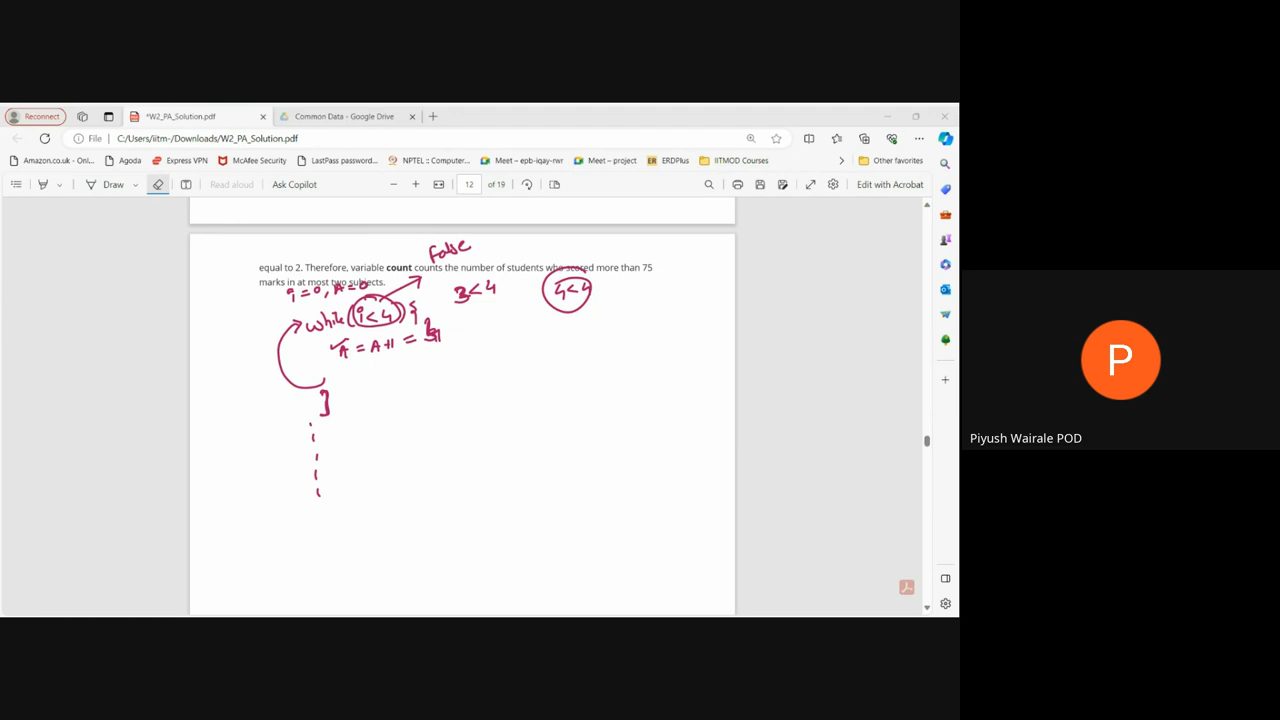 Reconnect
*W2_PA_Solution.pdf
Common Data - Google Drive
File C:/Users/iitm-/Downloads/W2_PA_Solution.pdf
Amazon.co.uk - Onl... Agoda Express VPN McAfee Security LastPass password... NPTEL :: Computer... Meet – epb-iqay-rwr Meet – project ERDPlus IITMOD Courses Other favorites
Draw Read aloud Ask Copilot 12 of 19 Edit with Acrobat
False
equal to 2. Therefore, variable count counts the number of students who scored more than 75
marks in at most two subjects.
i=0, A=0
3<4 4<4
while (i<4) {
A = A+1 =
}
P
Piyush Wairale POD